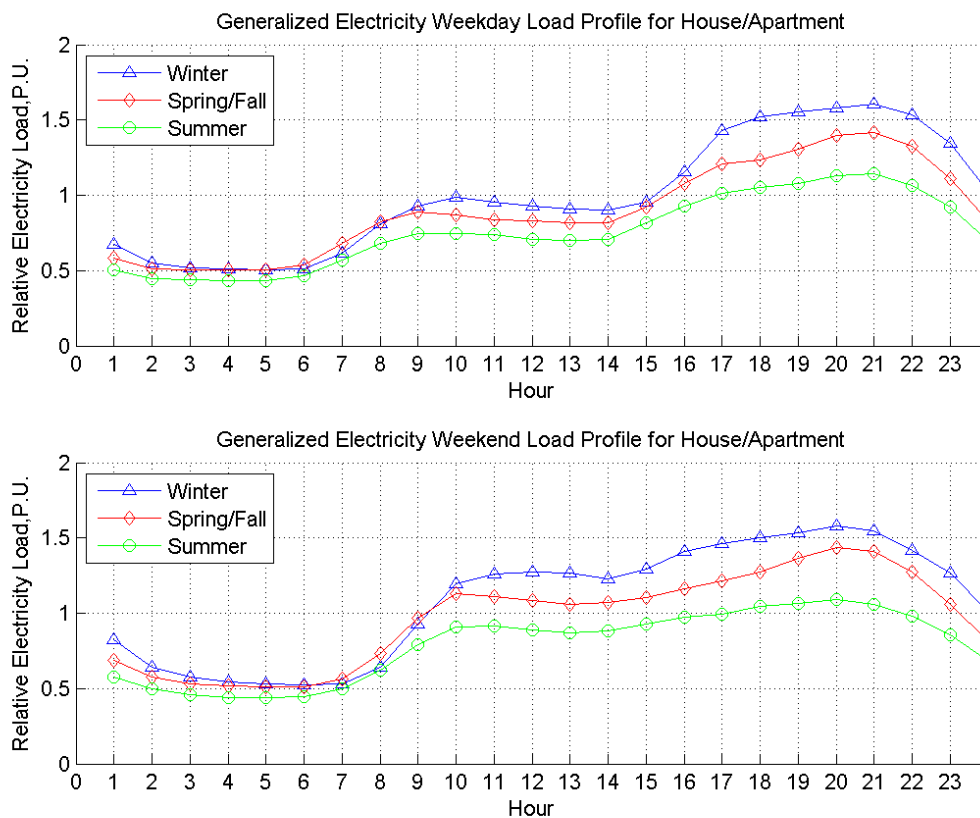 Generalized Electricity Weekday Load Profile for House/Apartment
2
Winter
Spring/Fall
Summer
1.5
1
0.5
0
Relative Electricity Load,P.U.
0 1 2 3 4 5 6 7 8 9 10 11 12 13 14 15 16 17 18 19 20 21 22 23
Hour
Generalized Electricity Weekend Load Profile for House/Apartment
2
Winter
Spring/Fall
Summer
1.5
1
0.5
0
Relative Electricity Load,P.U.
0 1 2 3 4 5 6 7 8 9 10 11 12 13 14 15 16 17 18 19 20 21 22 23
Hour